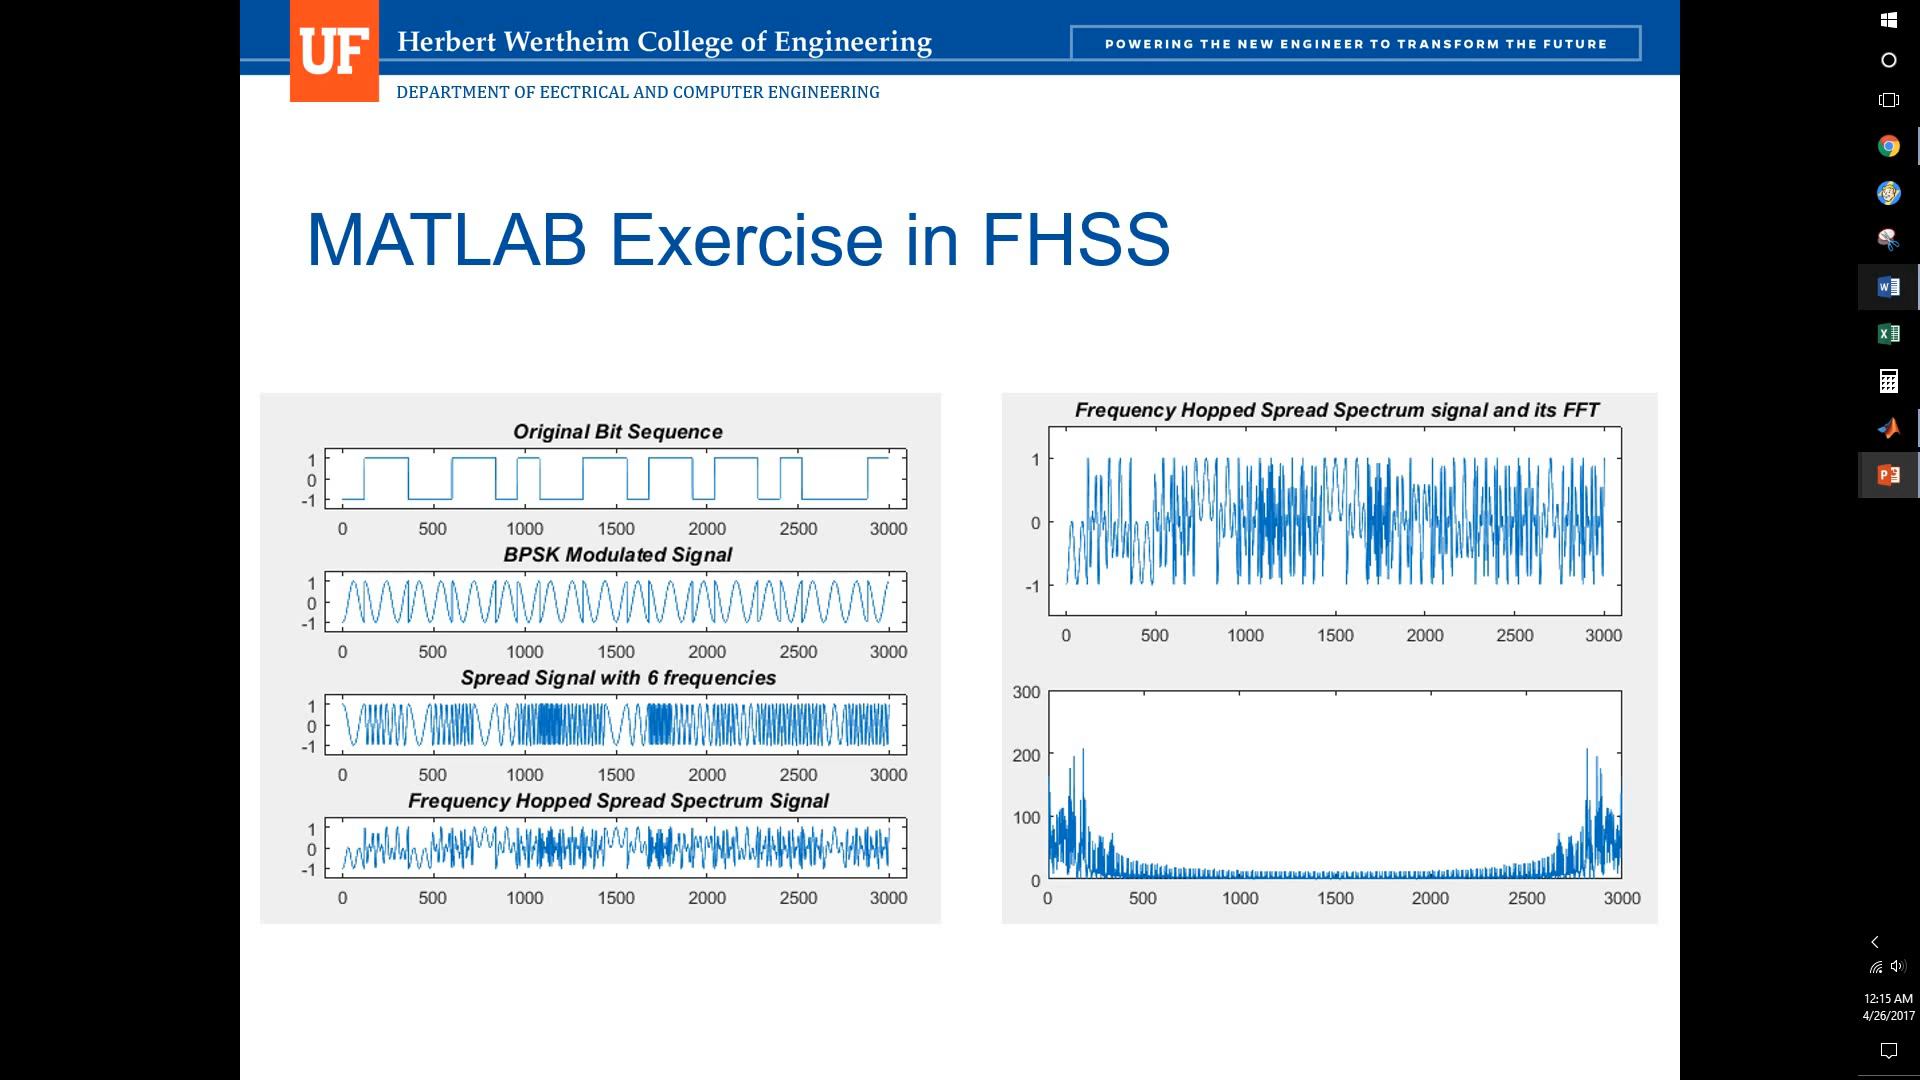 UF
Herbert Wertheim College of Engineering
POWERING THE NEW ENGINEER TO TRANSFORM THE FUTURE
DEPARTMENT OF EECTRICAL AND COMPUTER ENGINEERING
MATLAB Exercise in FHSS
Original Bit Sequence
1
0
-1
0 500 1000 1500 2000 2500 3000
BPSK Modulated Signal
1
0
-1
0 500 1000 1500 2000 2500 3000
Spread Signal with 6 frequencies
1
0
-1
0 500 1000 1500 2000 2500 3000
Frequency Hopped Spread Spectrum Signal
1
0
-1
0 500 1000 1500 2000 2500 3000
Frequency Hopped Spread Spectrum signal and its FFT
1
0
-1
0 500 1000 1500 2000 2500 3000
300
200
100
0
0 500 1000 1500 2000 2500 3000
12:15 AM
4/26/2017